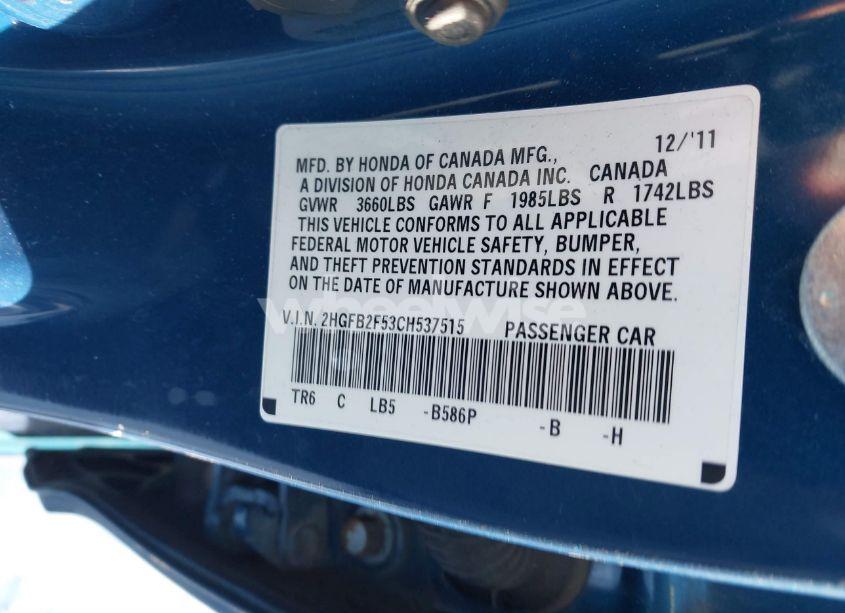 12/'11
MFD. BY HONDA OF CANADA MFG.,
A DIVISION OF HONDA CANADA INC. CANADA
GVWR 3660LBS GAWR F 1985LBS R 1742LBS
THIS VEHICLE CONFORMS TO ALL APPLICABLE
FEDERAL MOTOR VEHICLE SAFETY, BUMPER,
AND THEFT PREVENTION STANDARDS IN EFFECT
ON THE DATE OF MANUFACTURE SHOWN ABOVE.
wheelwise
V.I.N. 2HGFB2F53CH537515 PASSENGER CAR
TR6 C LB5 -B586P -B -H